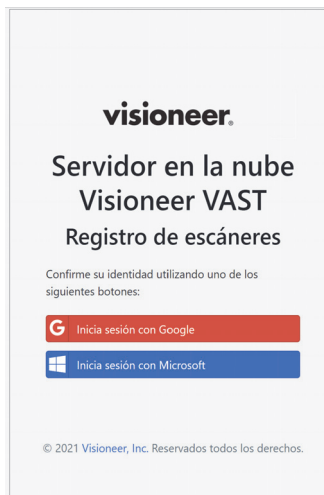 visioneer®
Servidor en la nube
Visioneer VAST
Registro de escáneres
Confirme su identidad utilizando uno de los
siguientes botones:
G Inicia sesión con Google
Inicia sesión con Microsoft
© 2021 Visioneer, Inc. Reservados todos los derechos.